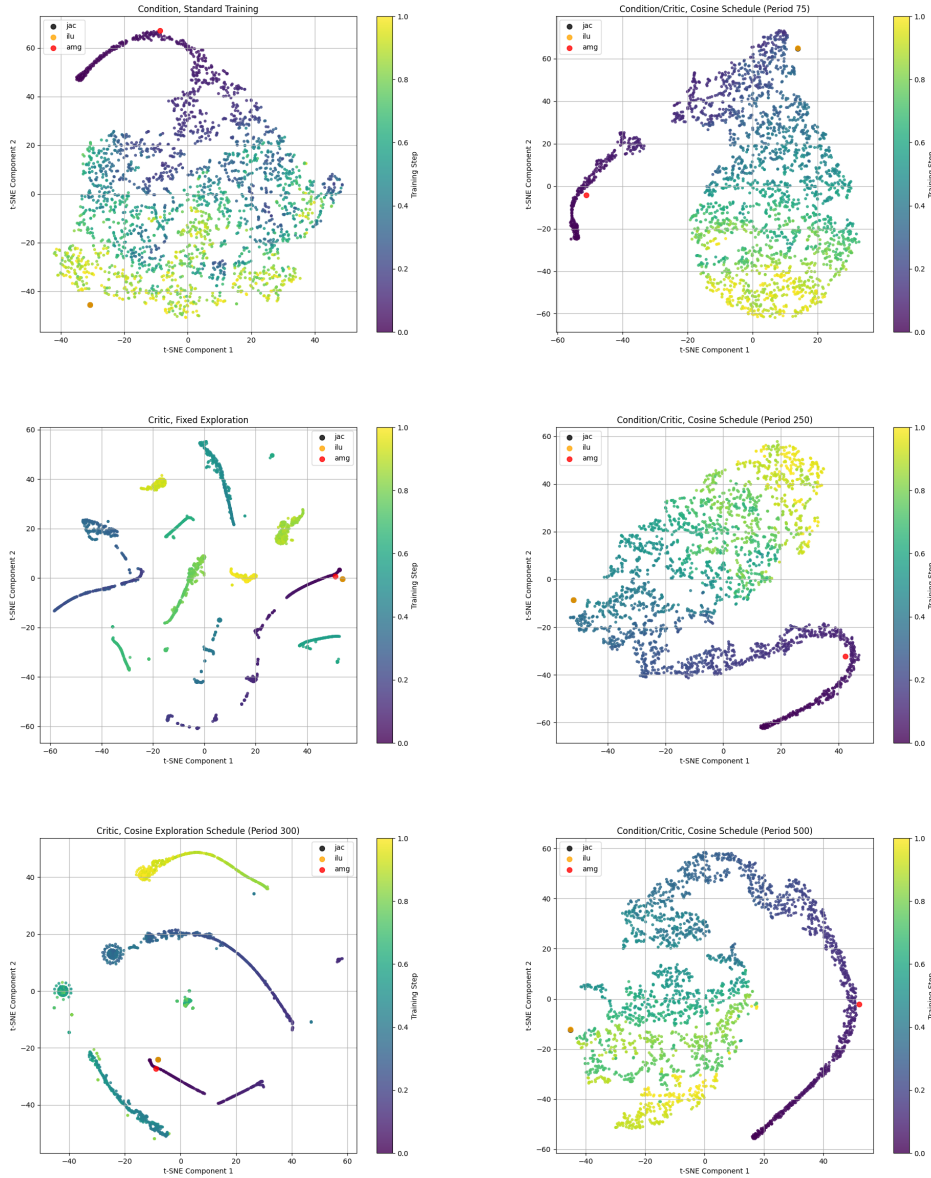 Condition, Standard Training
jac
ilu
amg
60
40
20
0
−20
−40
−40
−20
0
20
40
t-SNE Component 1
t-SNE Component 2
1.0
0.8
0.6
0.4
0.2
0.0
Training Step
Condition/Critic, Cosine Schedule (Period 75)
jac
ilu
amg
60
40
20
0
−20
−40
−60
−60
−40
−20
0
20
t-SNE Component 1
t-SNE Component 2
1.0
0.8
0.6
0.4
0.2
0.0
Training Step
Critic, Fixed Exploration
jac
ilu
amg
60
40
20
0
−20
−40
−60
−60
−40
−20
0
20
40
t-SNE Component 1
t-SNE Component 2
1.0
0.8
0.6
0.4
0.2
0.0
Training Step
Condition/Critic, Cosine Schedule (Period 250)
jac
ilu
amg
60
40
20
0
−20
−40
−60
−40
−20
0
20
40
t-SNE Component 1
t-SNE Component 2
1.0
0.8
0.6
0.4
0.2
0.0
Training Step
Critic, Cosine Exploration Schedule (Period 300)
jac
ilu
amg
40
20
0
−20
−40
−40
−20
0
20
40
60
t-SNE Component 1
t-SNE Component 2
1.0
0.8
0.6
0.4
0.2
0.0
Training Step
Condition/Critic, Cosine Schedule (Period 500)
jac
ilu
amg
60
40
20
0
−20
−40
−60
−40
−20
0
20
40
t-SNE Component 1
t-SNE Component 2
1.0
0.8
0.6
0.4
0.2
0.0
Training Step